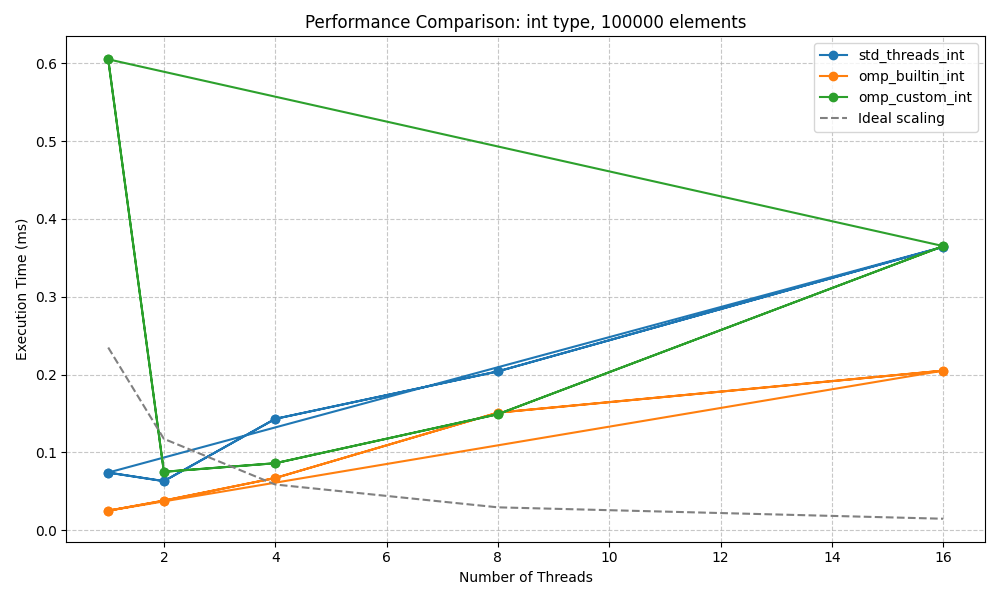 Performance Comparison: int type, 100000 elements
std_threads_int
omp_builtin_int
omp_custom_int
Ideal scaling
Execution Time (ms)
0.6
0.5
0.4
0.3
0.2
0.1
0.0
2 4 6 8 10 12 14 16
Number of Threads